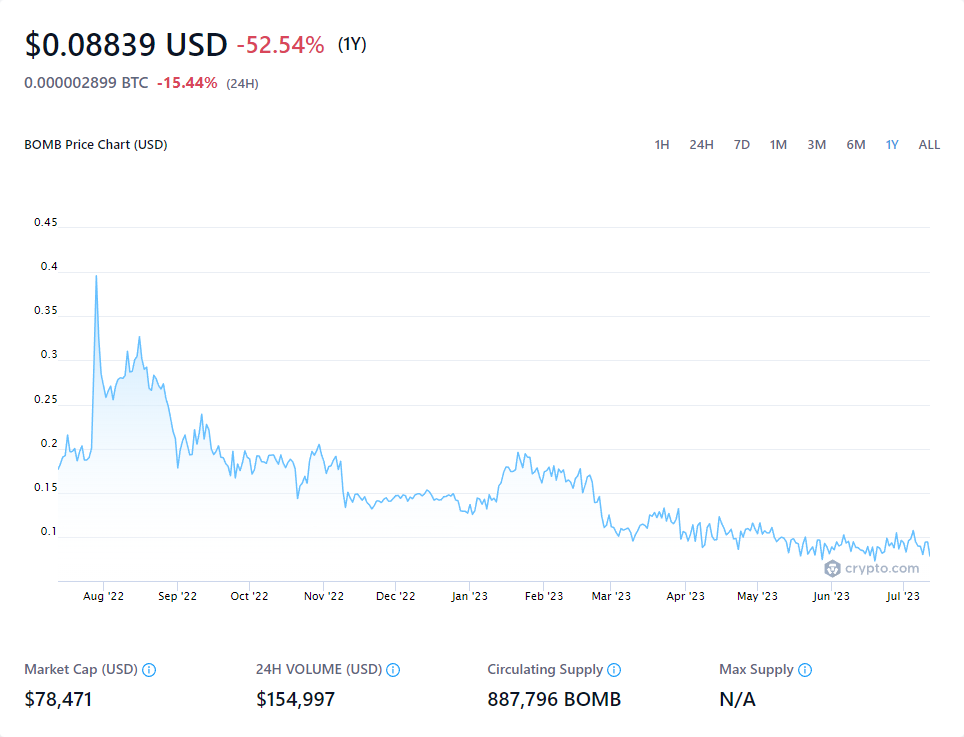 $0.08839 USD -52.54% (1Y)
0.000002899 BTC -15.44% (24H)
BOMB Price Chart (USD) 1H 24H 7D 1M 3M 6M 1Y ALL
0.45
0.4
0.35
0.3
0.25
0.2
0.15
0.1
crypto.com
Aug '22 Sep '22 Oct '22 Nov '22 Dec '22 Jan '23 Feb '23 Mar '23 Apr '23 May '23 Jun '23 Jul '23
Market Cap (USD) 24H VOLUME (USD) Circulating Supply Max Supply
$78,471 $154,997 887,796 BOMB N/A